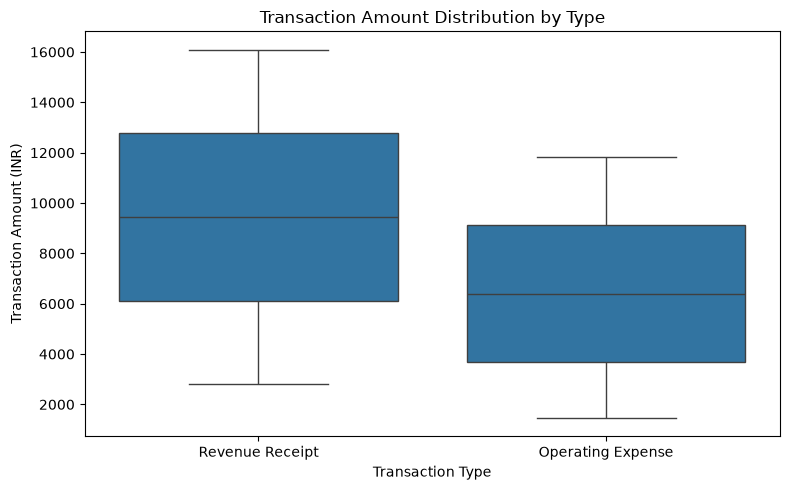 Transaction Amount Distribution by Type
Transaction Amount (INR)
16000
14000
12000
10000
8000
6000
4000
2000
Revenue Receipt
Operating Expense
Transaction Type